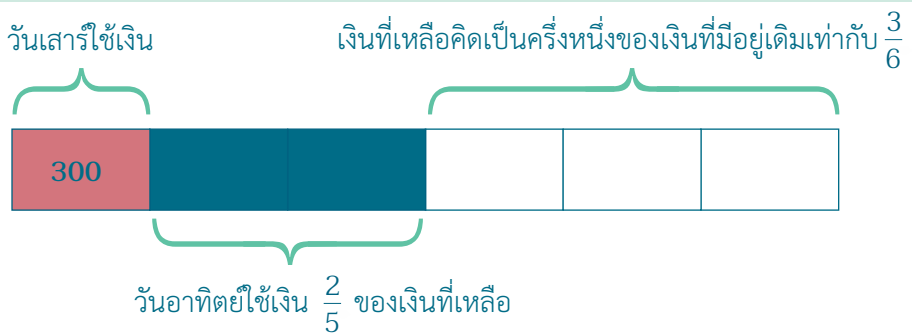 วันเสาร์ใช้เงิน
เงินที่เหลือคิดเป็นครึ่งหนึ่งของเงินที่มีอยู่เดิมเท่ากับ 3/6
300
วันอาทิตย์ใช้เงิน 2/5 ของเงินที่เหลือ